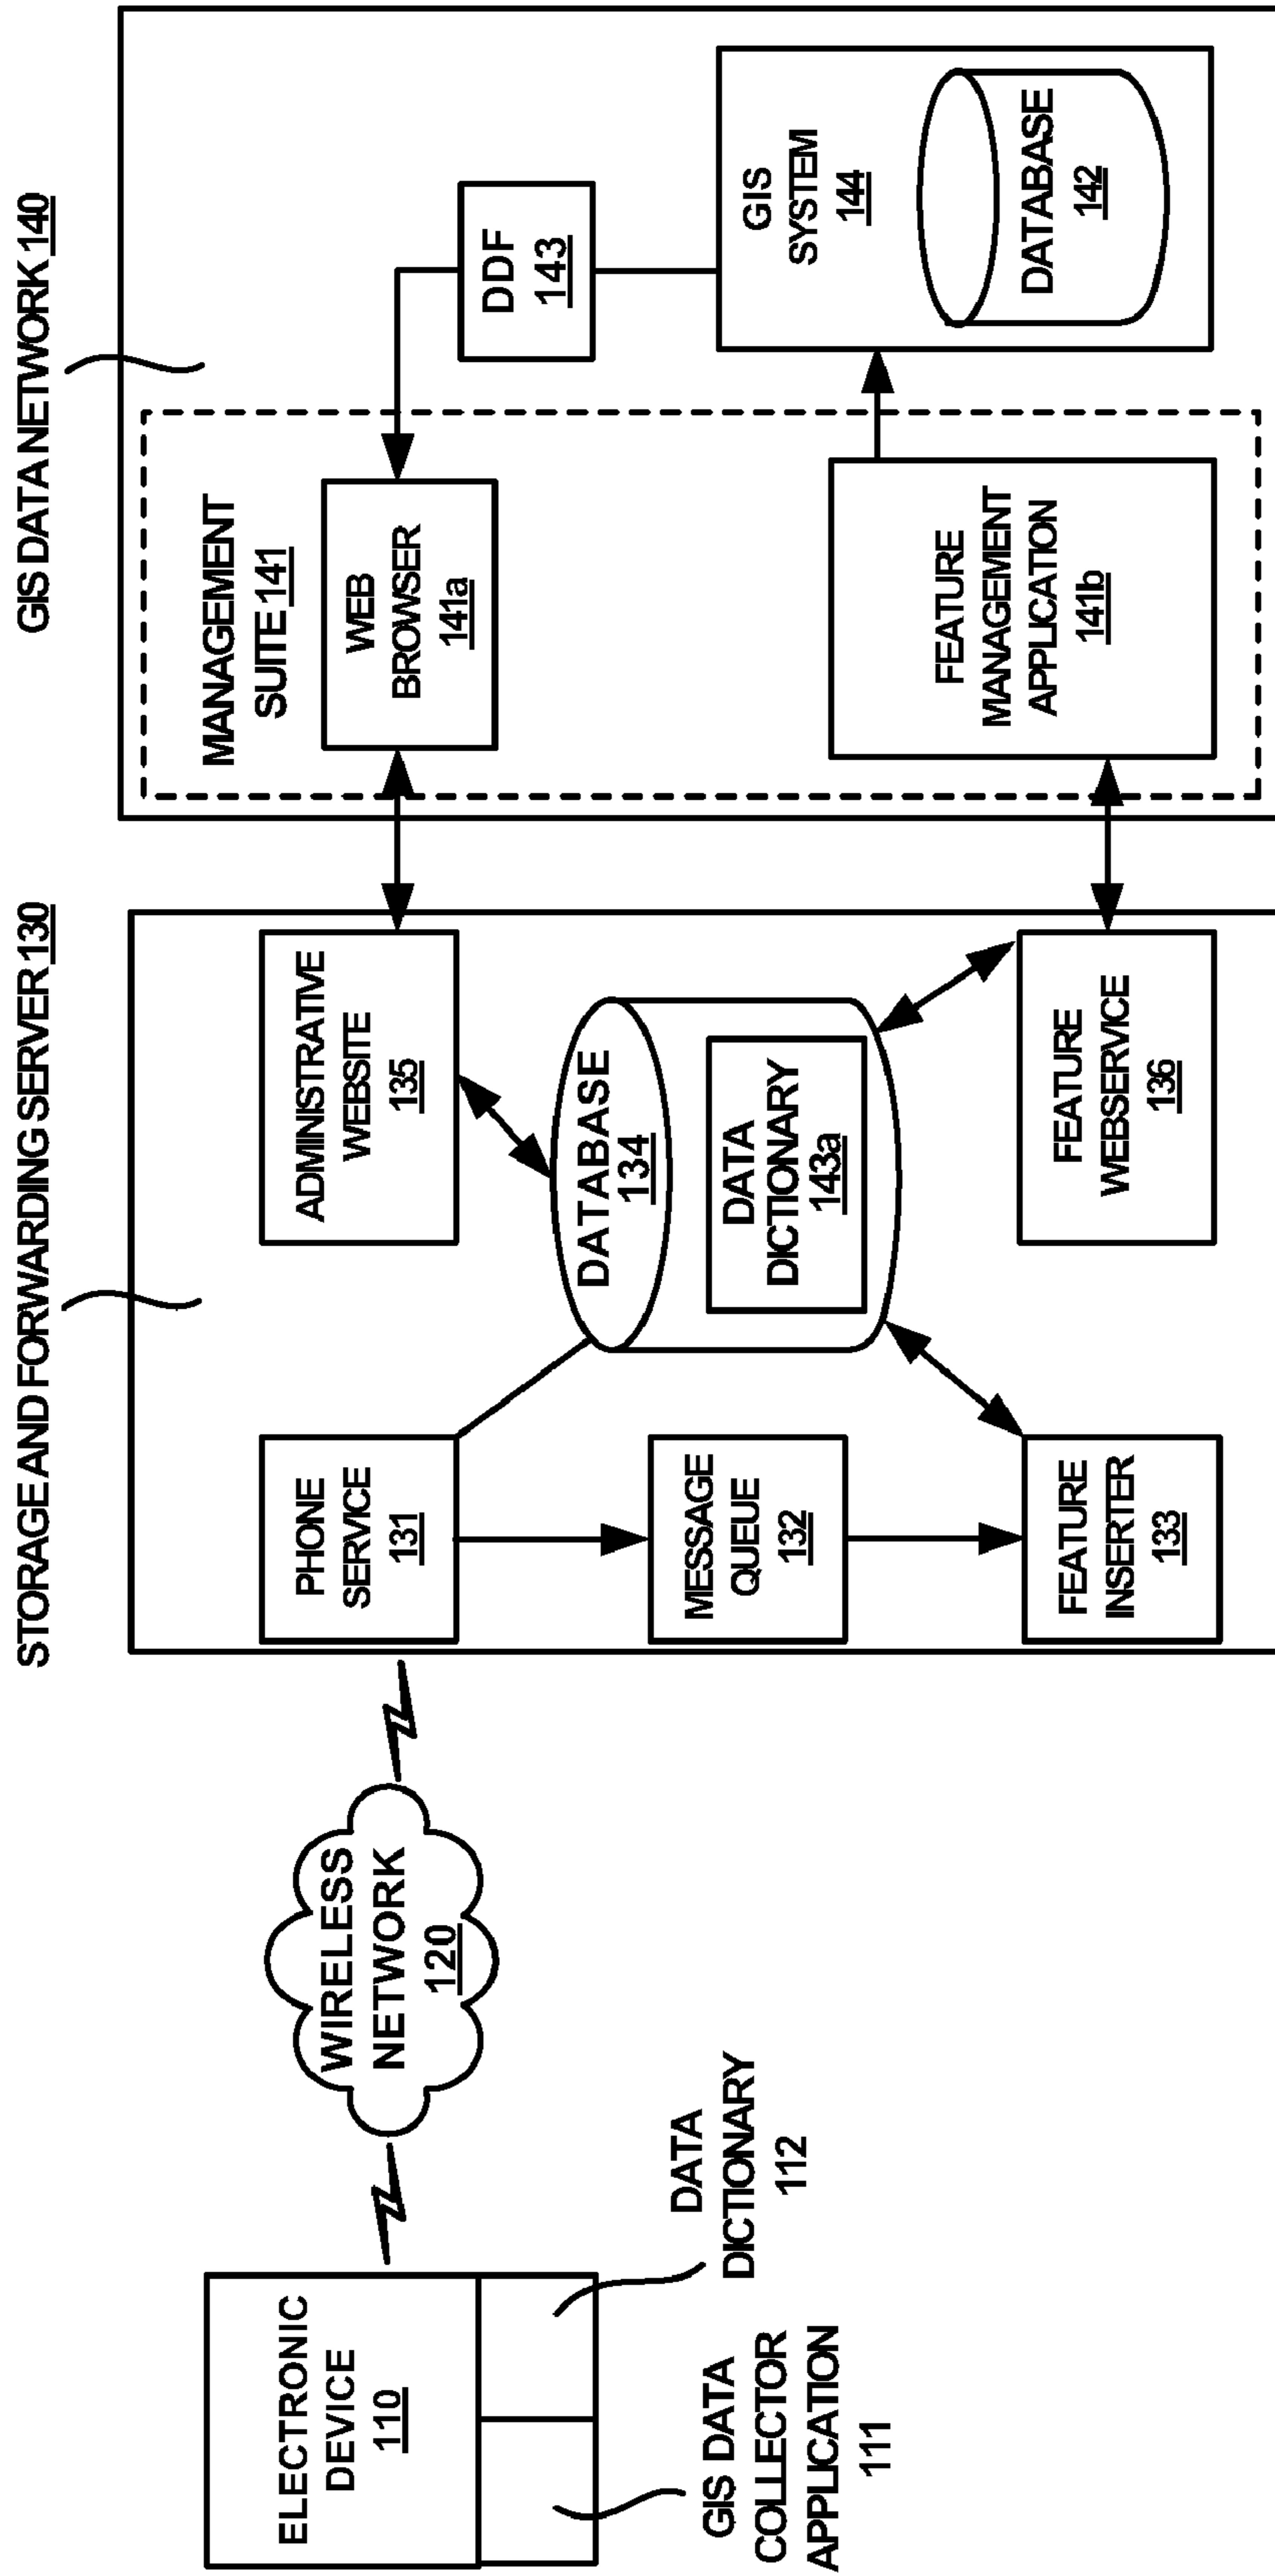 ELECTRONIC
DEVICE
110
GIS DATA
COLLECTOR
APPLICATION
111
DATA
DICTIONARY
112
WIRELESS
NETWORK
120
STORAGE AND FORWARDING SERVER 130
PHONE
SERVICE
131
MESSAGE
QUEUE
132
FEATURE
INSERTER
133
DATABASE
134
DATA
DICTIONARY
143a
ADMINISTRATIVE
WEBSITE
135
FEATURE
WEBSERVICE
136
GIS DATA NETWORK 140
MANAGEMENT
SUITE 141
WEB
BROWSER
141a
FEATURE
MANAGEMENT
APPLICATION
141b
DDF
143
GIS
SYSTEM
144
DATABASE
142